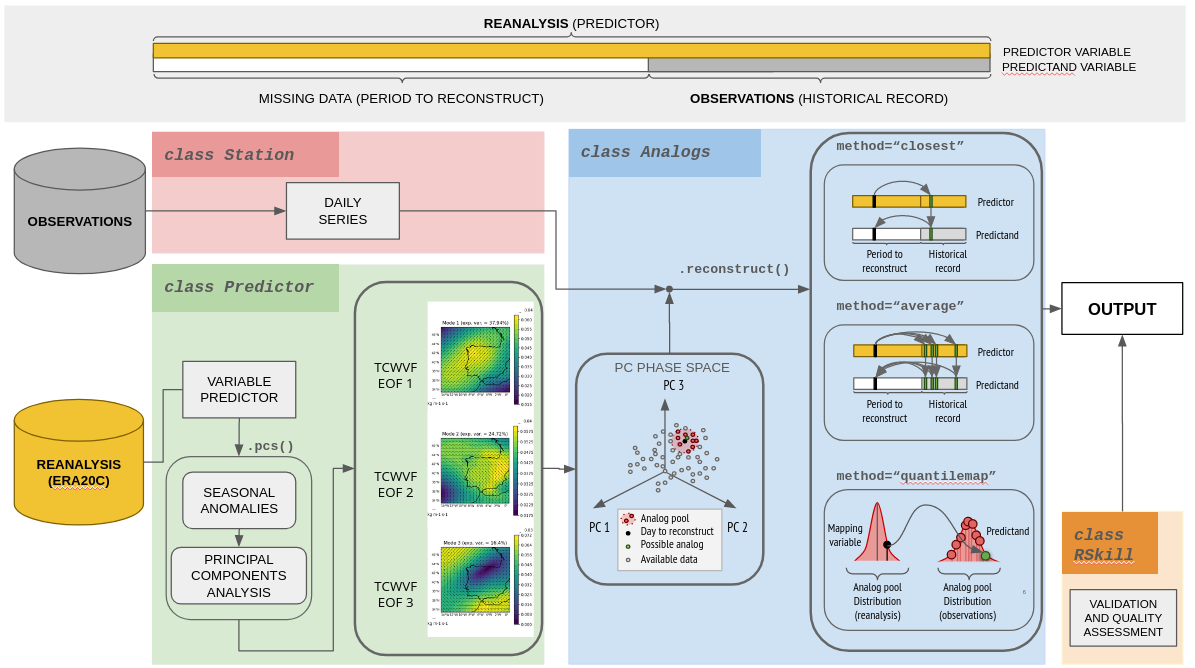 REANALYSIS (PREDICTOR)
PREDICTOR VARIABLE
PREDICTAND VARIABLE
MISSING DATA (PERIOD TO RECONSTRUCT)
OBSERVATIONS (HISTORICAL RECORD)
OBSERVATIONS
class Station
DAILY
SERIES
class Predictor
REANALYSIS
(ERA20C)
VARIABLE
PREDICTOR
.pcs()
SEASONAL
ANOMALIES
PRINCIPAL
COMPONENTS
ANALYSIS
TCWVF
EOF 1
Mode 1 (exp. var. = 37.94%)
TCWVF
EOF 2
Mode 2 (exp. var. = 24.72%)
TCWVF
EOF 3
Mode 3 (exp. var. = 16.4%)
class Analogs
.reconstruct()
PC PHASE SPACE
PC 3
PC 1
PC 2
Analog pool
Day to reconstruct
Possible analog
Available data
method=“closest”
Predictor
Predictand
Period to
reconstruct
Historical
record
method=“average”
Predictor
Predictand
Period to
reconstruct
Historical
record
method=“quantilemap”
Mapping
variable
Predictand
Analog pool
Distribution
(reanalysis)
Analog pool
Distribution
(observations)
6
OUTPUT
class
RSkill
VALIDATION
AND QUALITY
ASSESSMENT